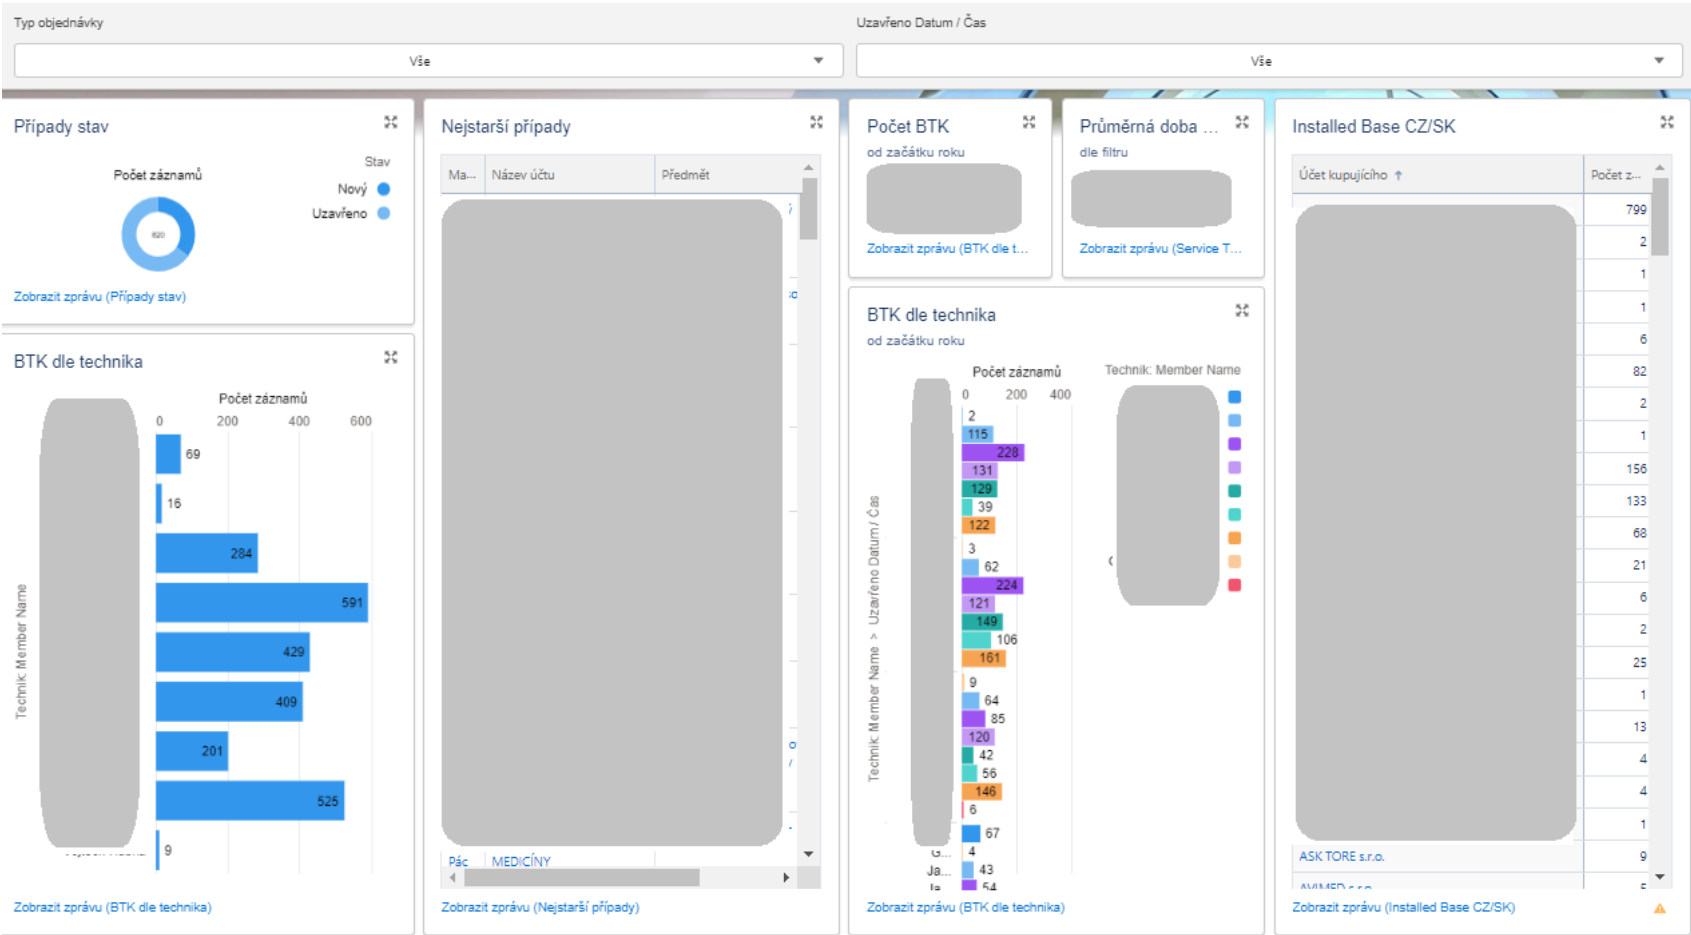 Typ objednávky
Vše
Uzavřeno Datum / Čas
Vše
Případy stav
Počet záznamů
620
Stav
Nový
Uzavřeno
Zobrazit zprávu (Případy stav)
BTK dle technika
Počet záznamů
0 200 400 600
Technik: Member Name
69
16
284
591
429
409
201
525
9
Zobrazit zprávu (BTK dle technika)
Nejstarší případy
Ma... Název účtu Předmět
Pác MEDICÍNY
Zobrazit zprávu (Nejstarší případy)
Počet BTK
od začátku roku
Zobrazit zprávu (BTK dle t...
Průměrná doba ...
dle filtru
Zobrazit zprávu (Service T...
BTK dle technika
od začátku roku
Počet záznamů
0 200 400
Technik: Member Name
Technik: Member Name > Uzavřeno Datum / Čas
2
115
228
131
129
39
122
3
62
224
121
149
106
161
9
64
85
120
42
56
146
6
67
G... 4
Ja... 43
Ja... 54
Zobrazit zprávu (BTK dle technika)
Installed Base CZ/SK
Účet kupujícího ↑ Počet z...
799
2
1
1
6
82
2
1
156
133
68
21
6
2
25
1
13
4
4
1
ASK TORE s.r.o. 9
AVIMED s.r.o. 5
Zobrazit zprávu (Installed Base CZ/SK)